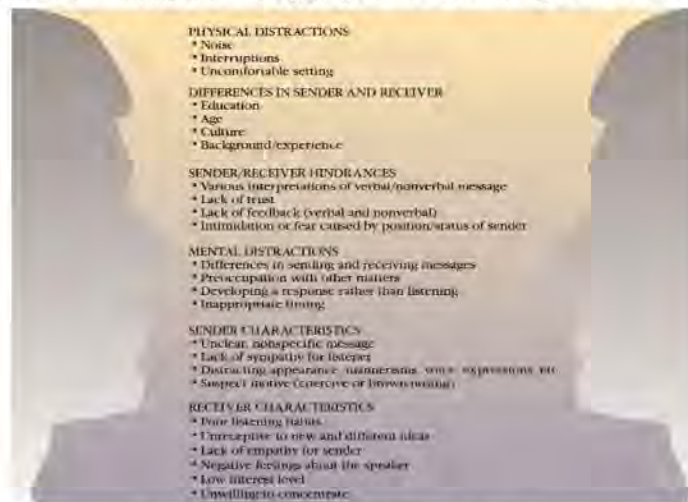 PHYSICAL DISTRACTIONS
* Noise
* Interruptions
* Uncomfortable setting
DIFFERENCES IN SENDER AND RECEIVER
* Education
* Age
* Culture
* Background/experience
SENDER/RECEIVER HINDRANCES
* Various interpretations of verbal/nonverbal message
* Lack of trust
* Lack of feedback (verbal and nonverbal)
* Intimidation or fear caused by position/status of sender
MENTAL DISTRACTIONS
* Differences in sending and receiving messages
* Preoccupation with other matters
* Developing a response rather than listening
* Inappropriate timing
SENDER CHARACTERISTICS
* Unclear, nonspecific message
* Lack of sympathy for listener
* Distracting appearance, mannerisms, voice, expressions, etc.
* Suspect motive (coercive or brown nosing)
RECEIVER CHARACTERISTICS
* Poor listening habits
* Unreceptive to new and different ideas
* Lack of empathy for sender
* Negative feelings about the speaker
* Low interest level
* Unwilling to concentrate